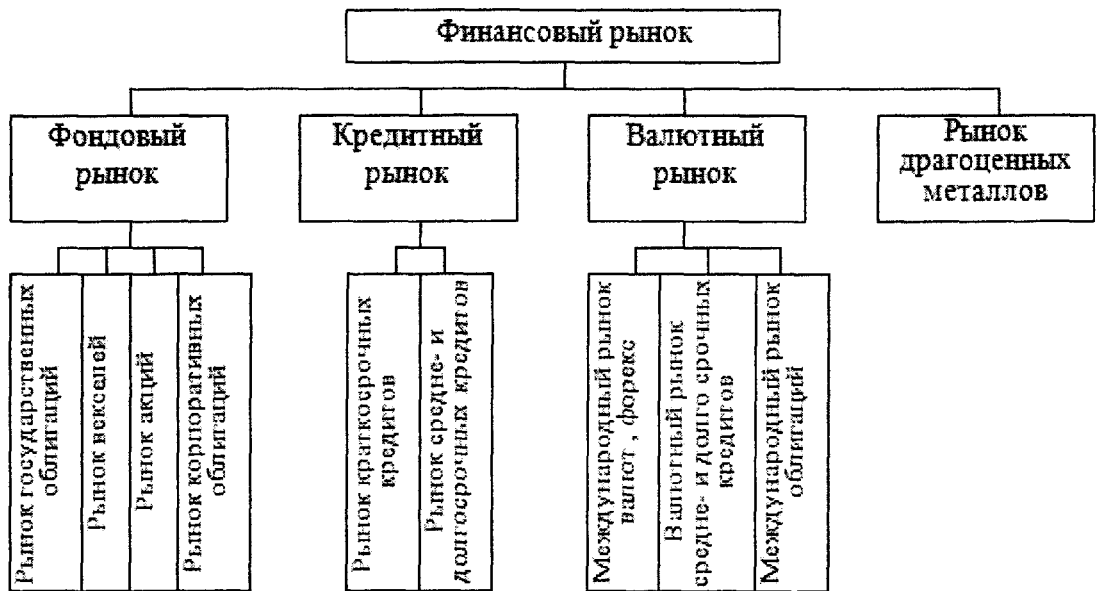 Финансовый рынок
Фондовый
рынок
Кредитный
рынок
Валютный
рынок
Рынок
драгоценных
металлов
Рынок государственных
облигаций
Рынок векселей
Рынок акций
Рынок корпоративных
облигаций
Рынок краткосрочных
кредитов
Рынок средне- и
долгосрочных кредитов
Международный рынок
валют , форекс
Валютный рынок
средне- и долго срочных
кредитов
Международный рынок
облигаций